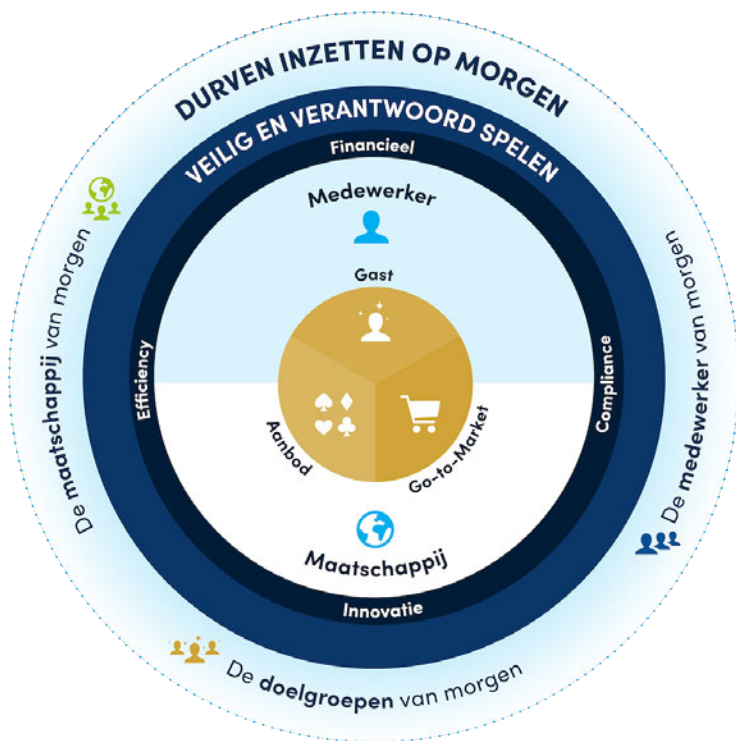 DURVEN INZETTEN OP MORGEN
VEILIG EN VERANTWOORD SPELEN
Financieel
Medewerker
Gast
De maatschappij van morgen
Efficiency
Compliance
De medewerker van morgen
Aanbod
Go-to-Market
Maatschappij
Innovatie
De doelgroepen van morgen